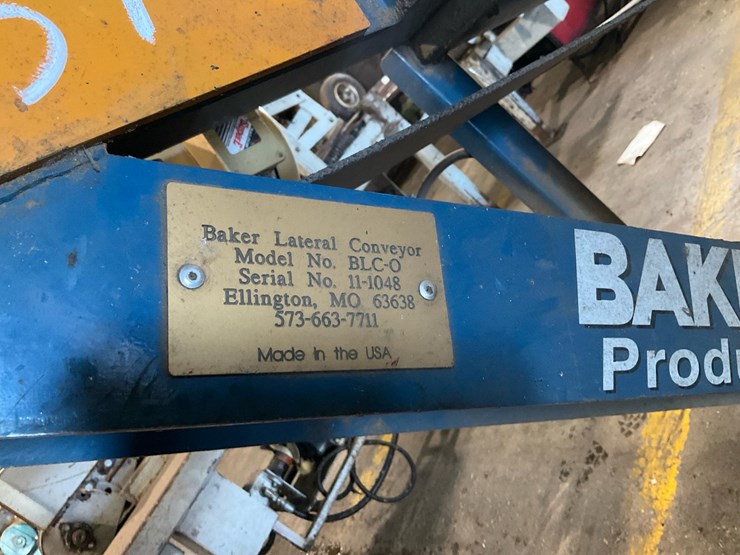 Baker Lateral Conveyor
Model No. BLC-O
Serial No. 11-1048
Ellington, MO 63638
573-663-7711
Made in the USA
BAK
Produ